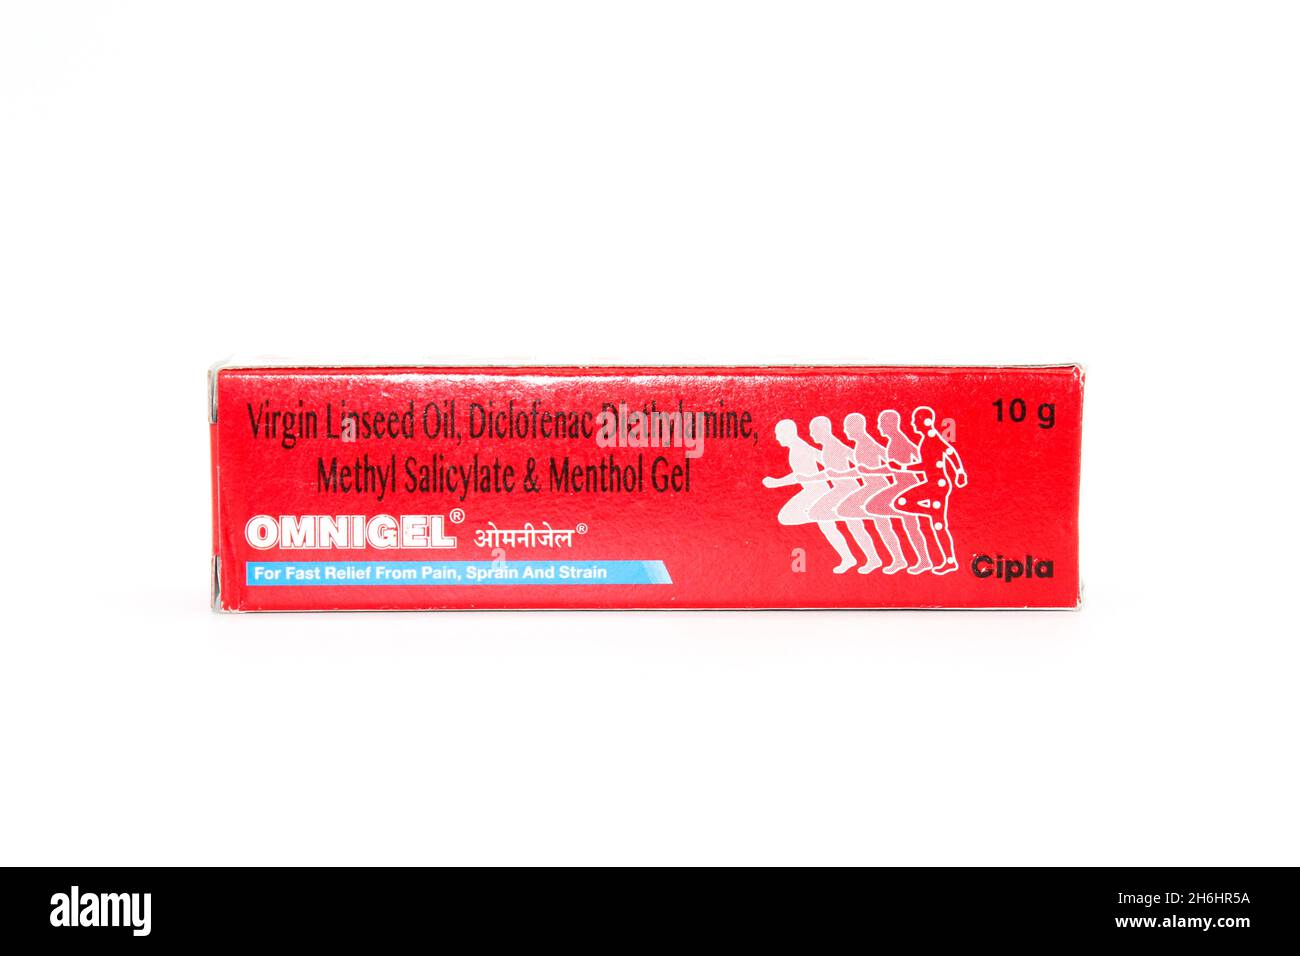 Virgin Linseed Oil, Diclofenac Diethylamine,
Methyl Salicylate & Menthol Gel
10 g
OMNIGEL® ओमनीजेल®
For Fast Relief From Pain, Sprain And Strain
Cipla
a
a
a
alamy
Image ID: 2H6HR5A
www.alamy.com